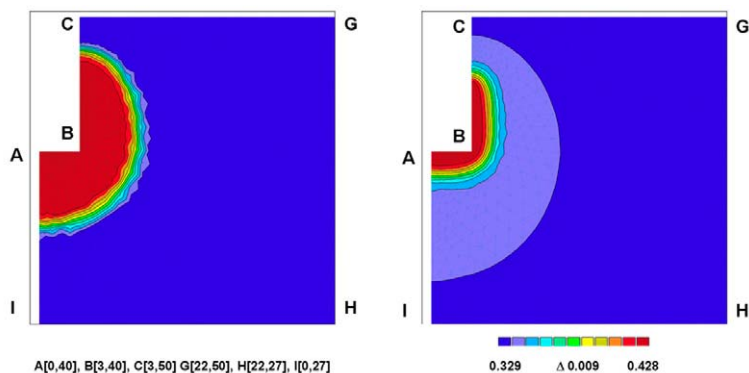 C G C G
B B
A A
I H I H
A[0,40], B[3,40], C[3,50] G[22,50], H[22,27], I[0,27]
0.329 Δ 0.009 0.428